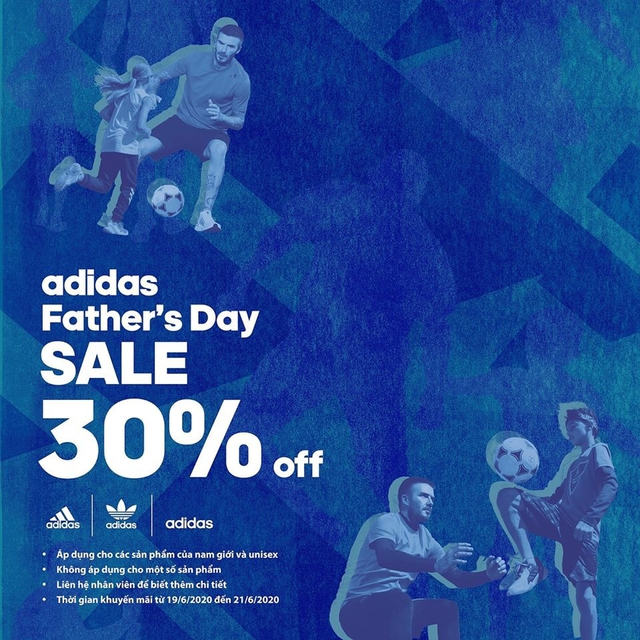 adidas
Father's Day
SALE
30% off
adidas adidas adidas
• Áp dụng cho các sản phẩm của nam giới và unisex
• Không áp dụng cho một số sản phẩm
• Liên hệ nhân viên để biết thêm chi tiết
• Thời gian khuyến mãi từ 19/6/2020 đến 21/6/2020